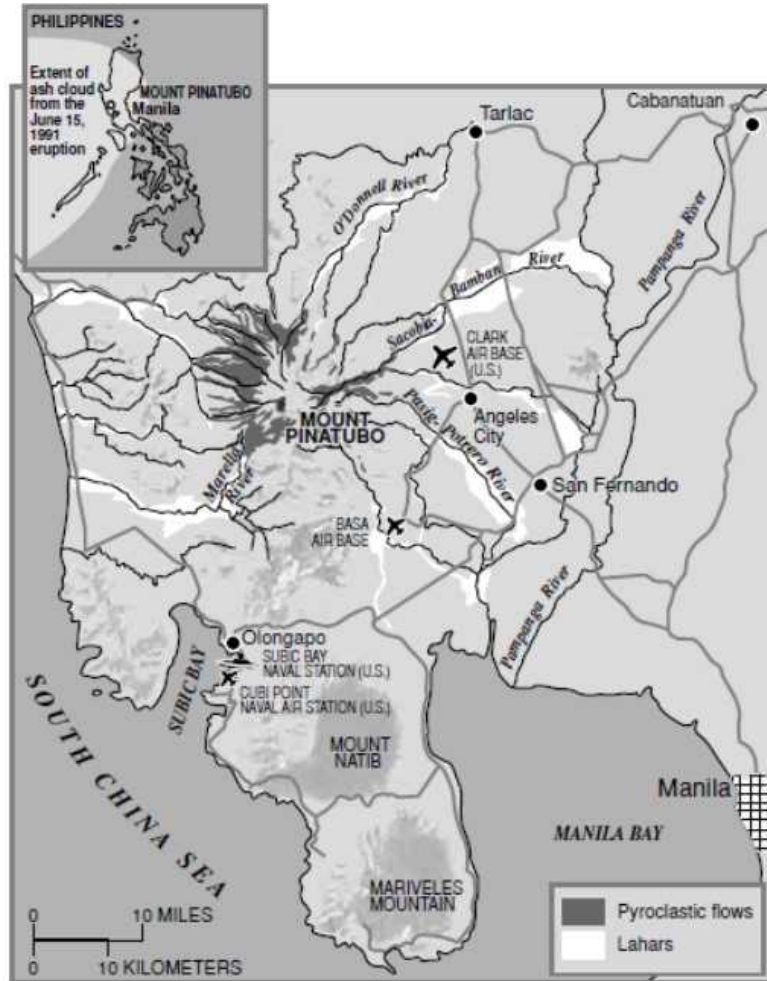 PHILIPPINES
Extent of
ash cloud
from the
June 15,
1991
eruption
MOUNT PINATUBO
Manila
Tarlac
Cabanatuan
O'Donnell River
Pampanga River
Sacobia-
Bamban
River
CLARK
AIR BASE
(U.S.)
MOUNT
PINATUBO
Angeles
City
Pasig-
Potrero River
Marella
River
San Fernando
BASA
AIR BASE
Pampanga River
Olongapo
SUBIC BAY
NAVAL STATION (U.S.)
CUBI POINT
NAVAL AIR STATION (U.S.)
SUBIC BAY
MOUNT
NATIB
SOUTH CHINA SEA
Manila
MANILA BAY
MARIVELES
MOUNTAIN
0
10 MILES
0
10 KILOMETERS
Pyroclastic flows
Lahars